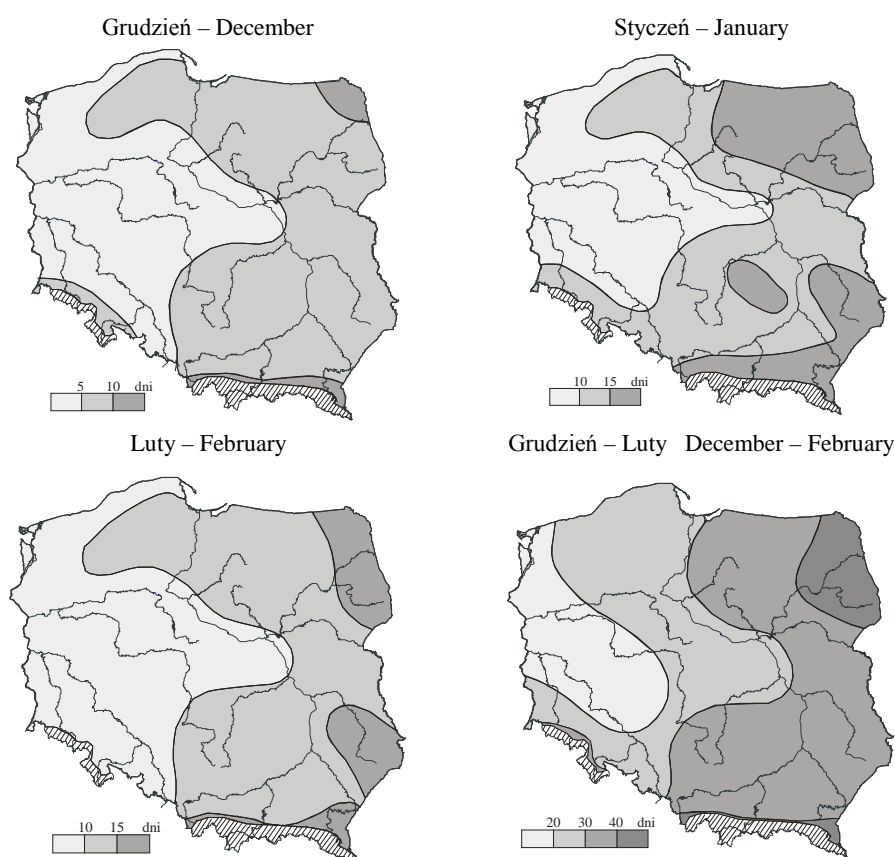 Grudzień – December
Styczeń – January
5 10 dni
10 15 dni
Luty – February
Grudzień – Luty December – February
10 15 dni
20 30 40 dni